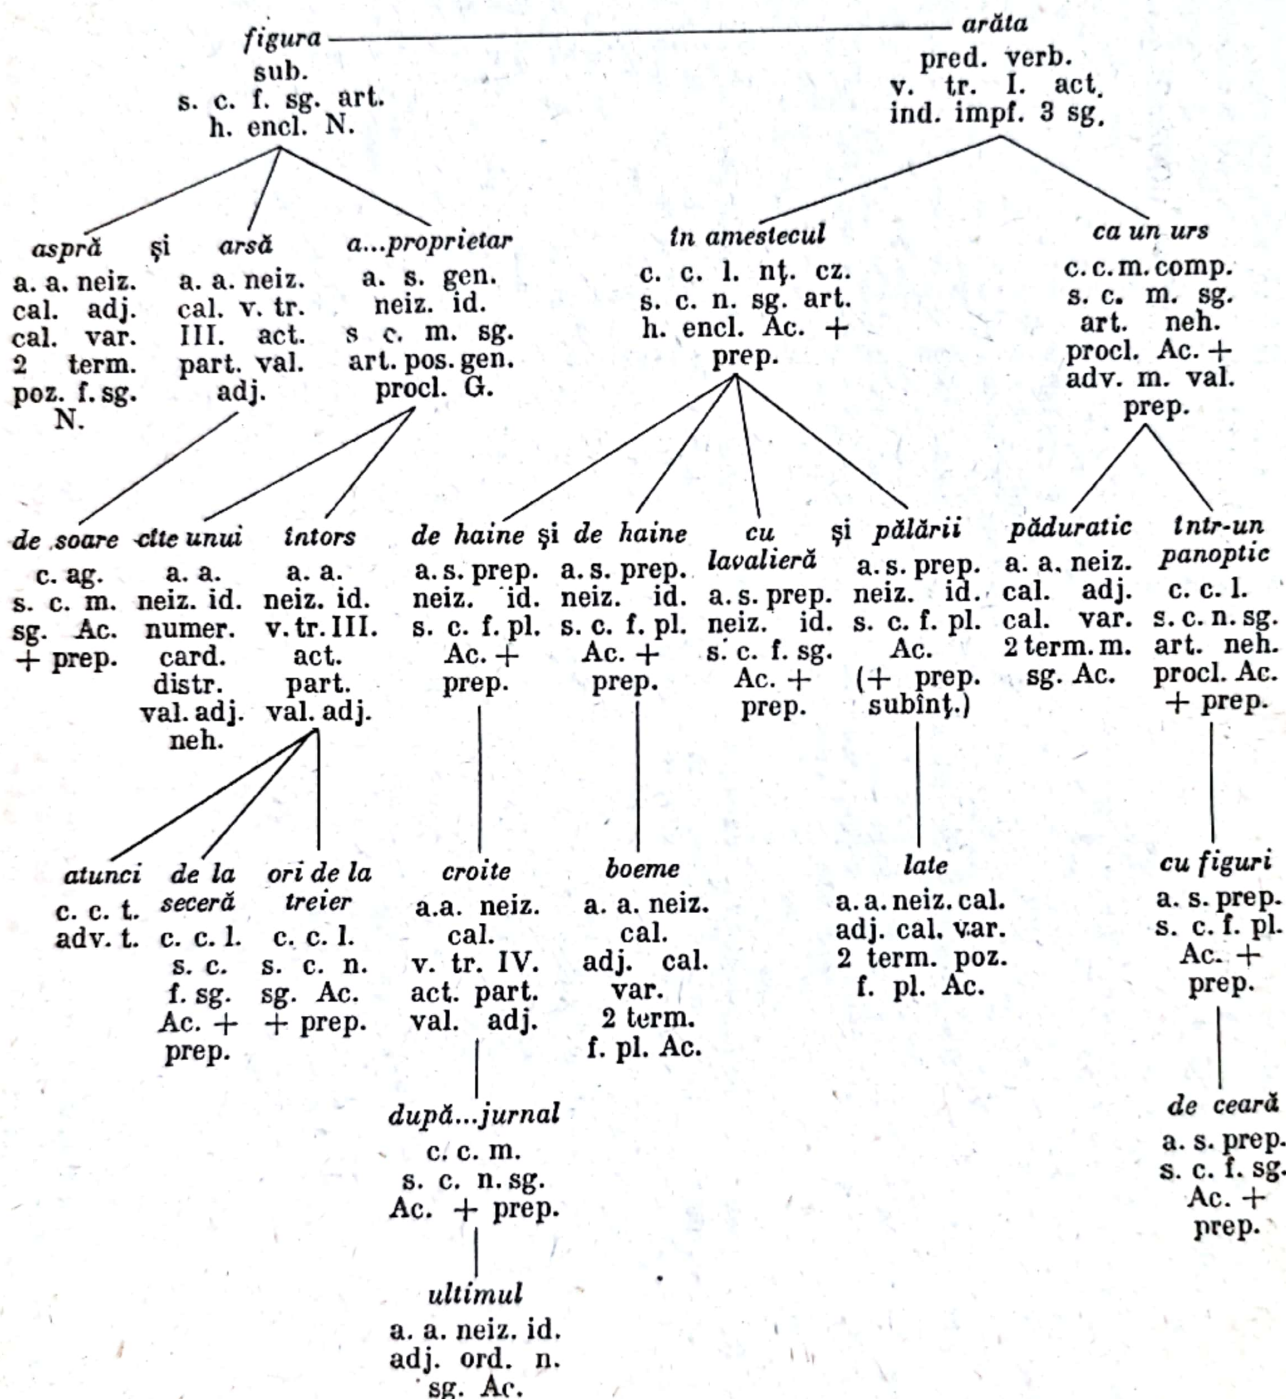 figura arăta
sub.
s. c. f. sg. art.
h. encl. N.
pred. verb.
v. tr. I. act.
ind. impf. 3 sg.
aspră și arsă a...proprietar
a. a. neiz.
cal. adj.
cal. var.
2 term.
poz. f. sg.
N.
a. a. neiz.
cal. v. tr.
III. act.
part. val.
adj.
a. s. gen.
neiz. id.
s c. m. sg.
art. pos. gen.
procl. G.
în amestecul
c. c. l. nţ. cz.
s. c. n. sg. art.
h. encl. Ac. +
prep.
ca un urs
c. c. m. comp.
s. c. m. sg.
art. neh.
procl. Ac. +
adv. m. val.
prep.
de soare
c. ag.
s. c. m.
sg. Ac.
+ prep.
cîte unui
a. a.
neiz. id.
numer.
card.
distr.
val. adj.
neh.
întors
a. a.
neiz. id.
v. tr. III.
act.
part.
val. adj.
de haine și de haine
a. s. prep.
neiz. id.
s. c. f. pl.
Ac. +
prep.
a. s. prep.
neiz. id.
s. c. f. pl.
Ac. +
prep.
cu
lavalieră
a. s. prep.
neiz. id.
s. c. f. sg.
Ac. +
prep.
și pălării
a. s. prep.
neiz. id.
s. c. f. pl.
Ac.
(+ prep.
subînţ.)
păduratic
a. a. neiz.
cal. adj.
cal. var.
2 term. m.
sg. Ac.
într-un
panoptic
c. c. l.
s. c. n. sg.
art. neh.
procl. Ac.
+ prep.
atunci
c. c. t.
adv. t.
de la
seceră
c. c. l.
s. c.
f. sg.
Ac. +
prep.
ori de la
treier
c. c. l.
s. c. n.
sg. Ac.
+ prep.
croite
a.a. neiz.
cal.
v. tr. IV.
act. part.
val. adj.
boeme
a. a. neiz.
cal.
adj. cal.
var.
2 term.
f. pl. Ac.
late
a. a. neiz. cal.
adj. cal. var.
2 term. poz.
f. pl. Ac.
cu figuri
a. s. prep.
s. c. f. pl.
Ac. +
prep.
după...jurnal
c. c. m.
s. c. n. sg.
Ac. + prep.
de ceară
a. s. prep.
s. c. f. sg.
Ac. +
prep.
ultimul
a. a. neiz. id.
adj. ord. n.
sg. Ac.